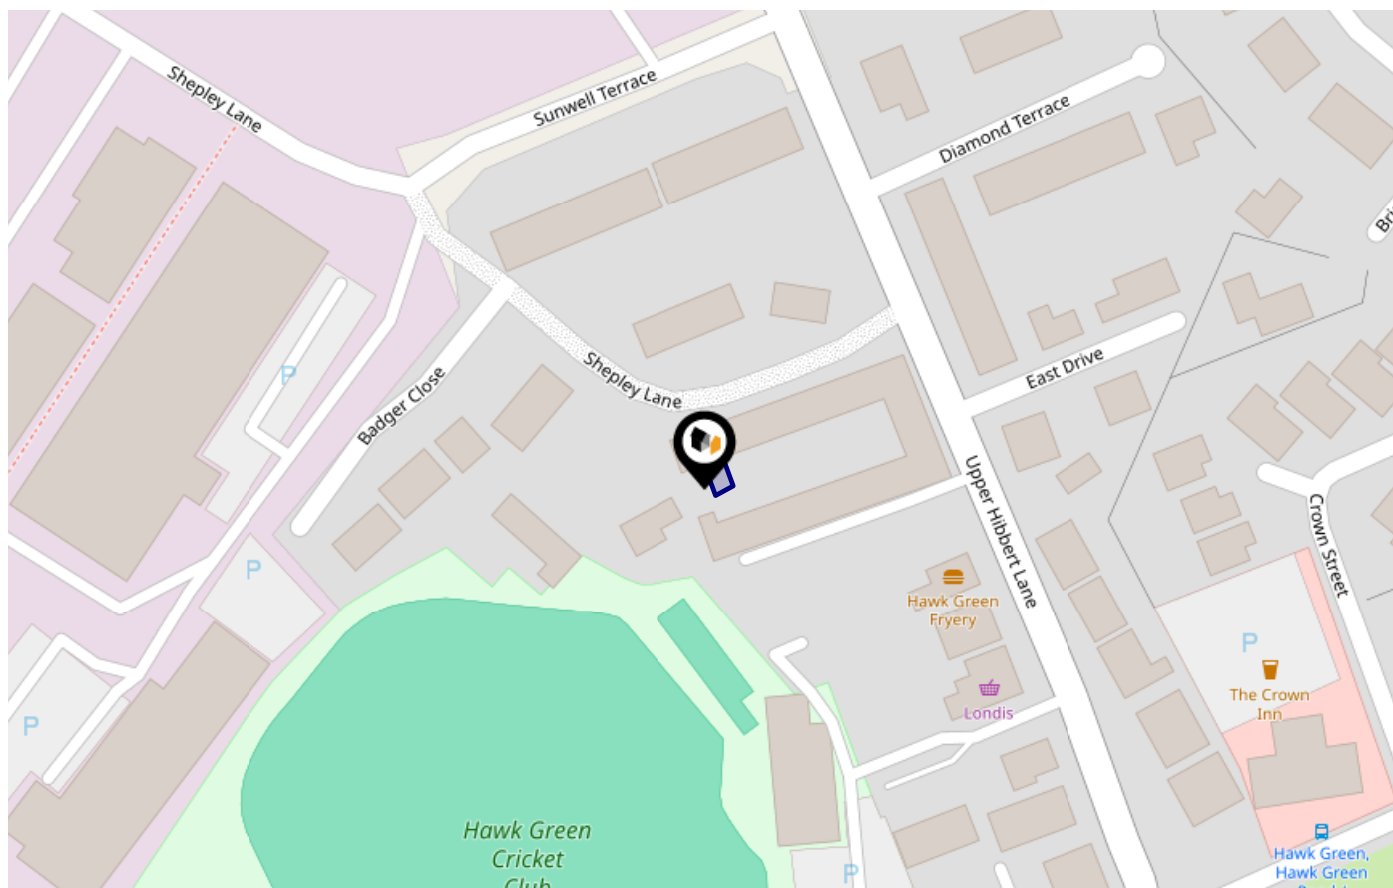 Shepley Lane
Sunwell Terrace
Diamond Terrace
Shepley Lane
East Drive
Badger Close
Upper Hibbert Lane
Crown Street
P
P
P
P
P
Hawk Green
Fryery
Londis
The Crown
Inn
Hawk Green
Cricket
Club
Hawk Green,
Hawk Green